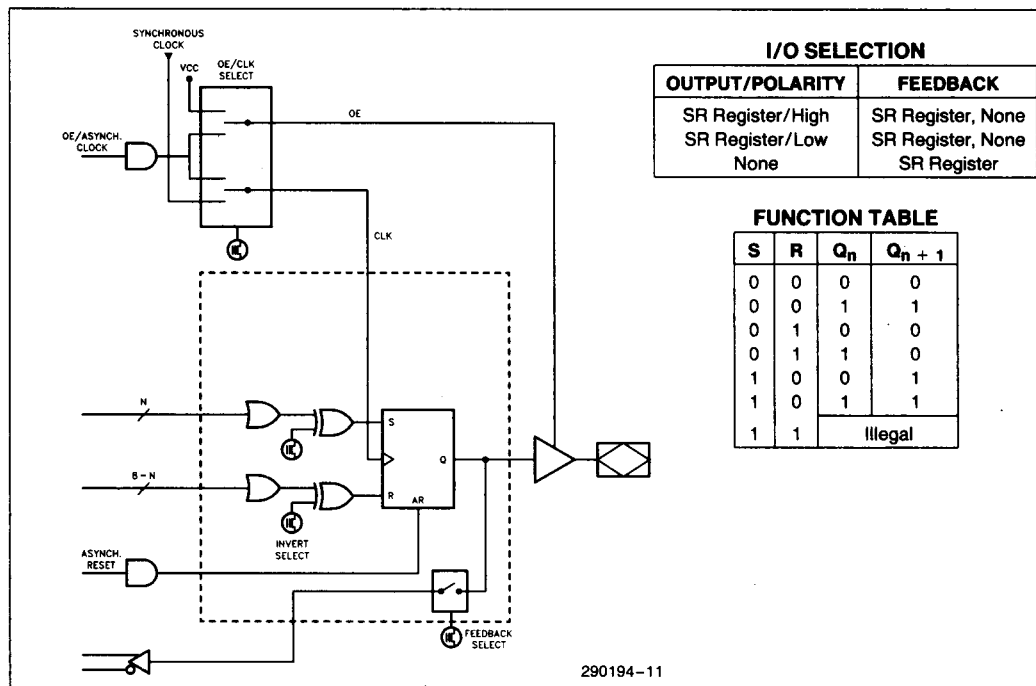 SYNCHRONOUS
CLOCK
VCC
OE/CLK
SELECT
OE
OE/ASYNCH.
CLOCK
CLK
N
8-N
S
Q
R
AR
INVERT
SELECT
ASYNCH.
RESET
FEEDBACK
SELECT
290194-11
I/O SELECTION
OUTPUT/POLARITY FEEDBACK
SR Register/High SR Register, None
SR Register/Low SR Register, None
None SR Register
FUNCTION TABLE
S R Qn Qn + 1
0 0 0 0
0 0 1 1
0 1 0 0
0 1 1 0
1 0 0 1
1 0 1 1
1 1 Illegal